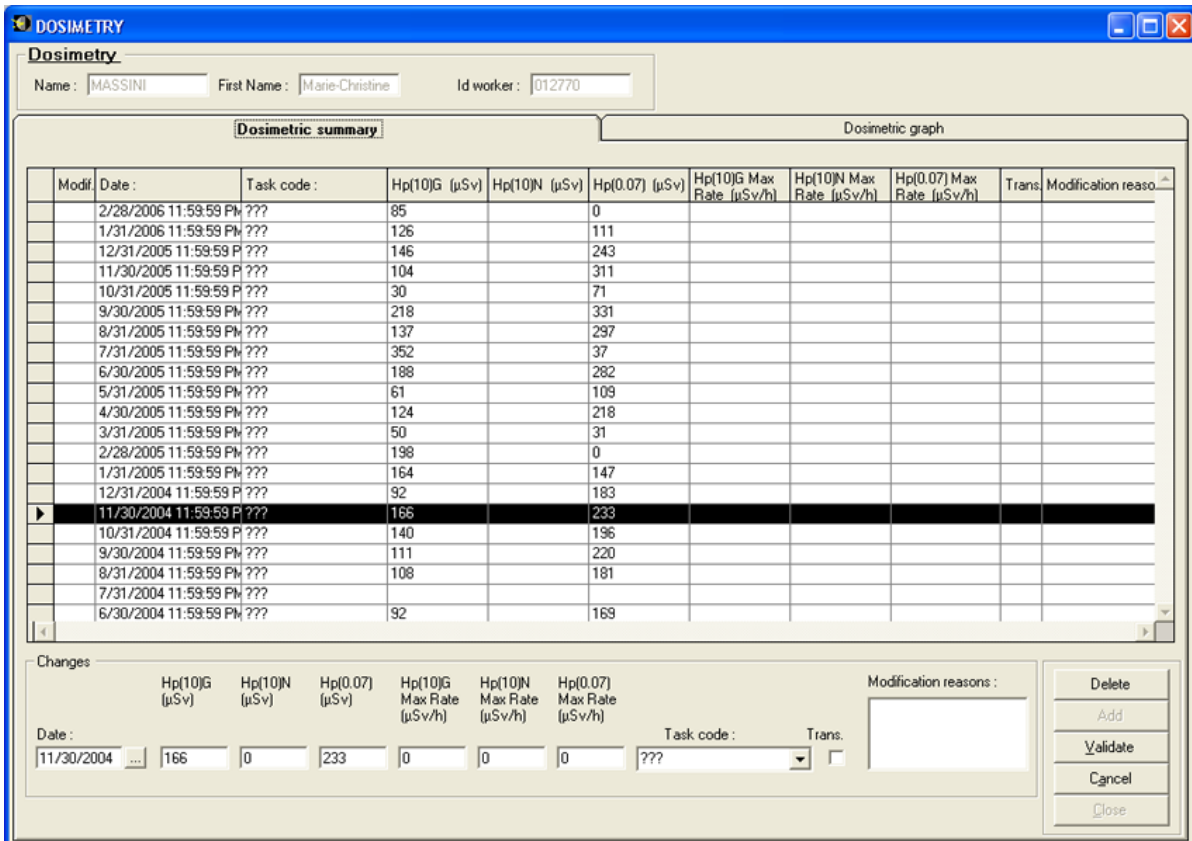 DOSIMETRY
Dosimetry
Name : MASSINI First Name : Marie-Christine Id worker : 012770
Dosimetric summary Dosimetric graph
Modif. Date : Task code : Hp(10)G (µSv) Hp(10)N (µSv) Hp(0.07) (µSv) Hp(10)G Max Rate (µSv/h) Hp(10)N Max Rate (µSv/h) Hp(0.07) Max Rate (µSv/h) Trans. Modification reaso
2/28/2006 11:59:59 PM ??? 85 0
1/31/2006 11:59:59 PM ??? 126 111
12/31/2005 11:59:59 P ??? 146 243
11/30/2005 11:59:59 P ??? 104 311
10/31/2005 11:59:59 P ??? 30 71
9/30/2005 11:59:59 PM ??? 218 331
8/31/2005 11:59:59 PM ??? 137 297
7/31/2005 11:59:59 PM ??? 352 37
6/30/2005 11:59:59 PM ??? 188 282
5/31/2005 11:59:59 PM ??? 61 109
4/30/2005 11:59:59 PM ??? 124 218
3/31/2005 11:59:59 PM ??? 50 31
2/28/2005 11:59:59 PM ??? 198 0
1/31/2005 11:59:59 PM ??? 164 147
12/31/2004 11:59:59 P ??? 92 183
11/30/2004 11:59:59 P ??? 166 233
10/31/2004 11:59:59 P ??? 140 196
9/30/2004 11:59:59 PM ??? 111 220
8/31/2004 11:59:59 PM ??? 108 181
7/31/2004 11:59:59 PM ???
6/30/2004 11:59:59 PM ??? 92 169
Changes
Hp(10)G (µSv) Hp(10)N (µSv) Hp(0.07) (µSv) Hp(10)G Max Rate (µSv/h) Hp(10)N Max Rate (µSv/h) Hp(0.07) Max Rate (µSv/h) Modification reasons :
Date : Task code : Trans.
11/30/2004 ... 166 0 233 0 0 0 ???
Delete
Add
Validate
Cancel
Close